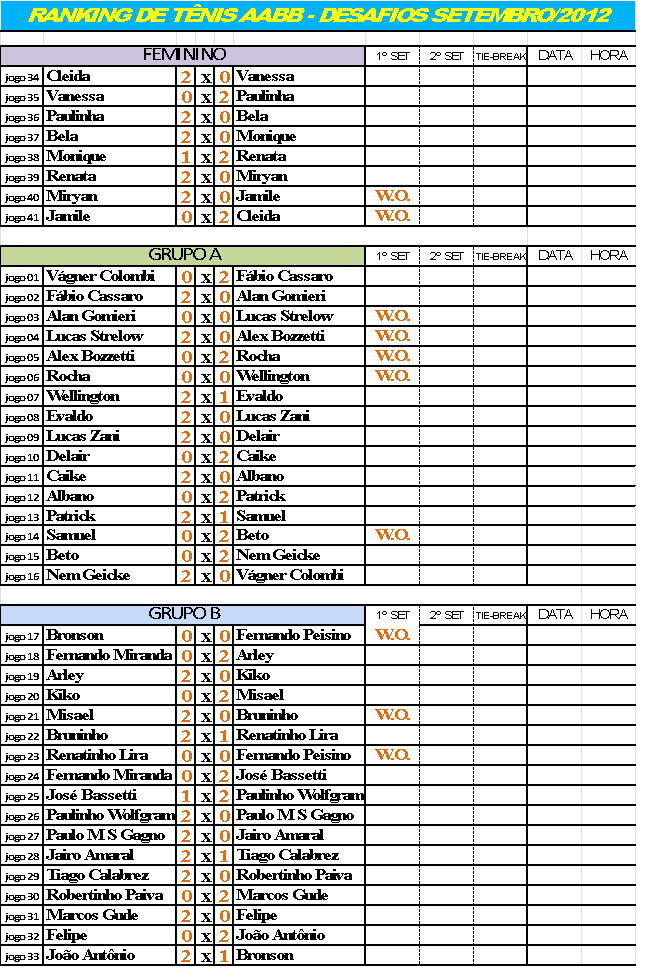 RANKING DE TÊNIS AABB - DESAFIOS SETEMBRO/2012
FEMININO 1º SET 2º SET TIE-BREAK DATA HORA
jogo 34 Cleida 2 x 0 Vanessa
jogo 35 Vanessa 0 x 2 Paulinha
jogo 36 Paulinha 2 x 0 Bela
jogo 37 Bela 2 x 0 Monique
jogo 38 Monique 1 x 2 Renata
jogo 39 Renata 2 x 0 Miryan
jogo 40 Miryan 2 x 0 Jamile W.O.
jogo 41 Jamile 0 x 2 Cleida W.O.
GRUPO A 1º SET 2º SET TIE-BREAK DATA HORA
jogo 01 Vágner Colombi 0 x 2 Fábio Cassaro
jogo 02 Fábio Cassaro 2 x 0 Alan Gomieri
jogo 03 Alan Gomieri 0 x 0 Lucas Strelow W.O.
jogo 04 Lucas Strelow 2 x 0 Alex Bozzetti W.O.
jogo 05 Alex Bozzetti 0 x 2 Rocha W.O.
jogo 06 Rocha 0 x 0 Wellington W.O.
jogo 07 Wellington 2 x 1 Evaldo
jogo 08 Evaldo 2 x 0 Lucas Zani
jogo 09 Lucas Zani 2 x 0 Delair
jogo 10 Delair 0 x 2 Caike
jogo 11 Caike 2 x 0 Albano
jogo 12 Albano 0 x 2 Patrick
jogo 13 Patrick 2 x 1 Samuel
jogo 14 Samuel 0 x 2 Beto W.O.
jogo 15 Beto 0 x 2 Nem Geicke
jogo 16 Nem Geicke 2 x 0 Vágner Colombi
GRUPO B 1º SET 2º SET TIE-BREAK DATA HORA
jogo 17 Bronson 0 x 0 Fernando Peisino W.O.
jogo 18 Fernando Miranda 0 x 2 Arley
jogo 19 Arley 2 x 0 Kiko
jogo 20 Kiko 0 x 2 Misael
jogo 21 Misael 2 x 0 Bruninho W.O.
jogo 22 Bruninho 2 x 1 Renatinho Lira
jogo 23 Renatinho Lira 0 x 0 Fernando Peisino W.O.
jogo 24 Fernando Miranda 0 x 2 José Bassetti
jogo 25 José Bassetti 1 x 2 Paulinho Wolfgram
jogo 26 Paulinho Wolfgram 2 x 0 Paulo M S Gagno
jogo 27 Paulo M S Gagno 2 x 0 Jairo Amaral
jogo 28 Jairo Amaral 2 x 1 Tiago Calabrez
jogo 29 Tiago Calabrez 2 x 0 Robertinho Paiva
jogo 30 Robertinho Paiva 0 x 2 Marcos Gude
jogo 31 Marcos Gude 2 x 0 Felipe
jogo 32 Felipe 0 x 2 João Antônio
jogo 33 João Antônio 2 x 1 Bronson